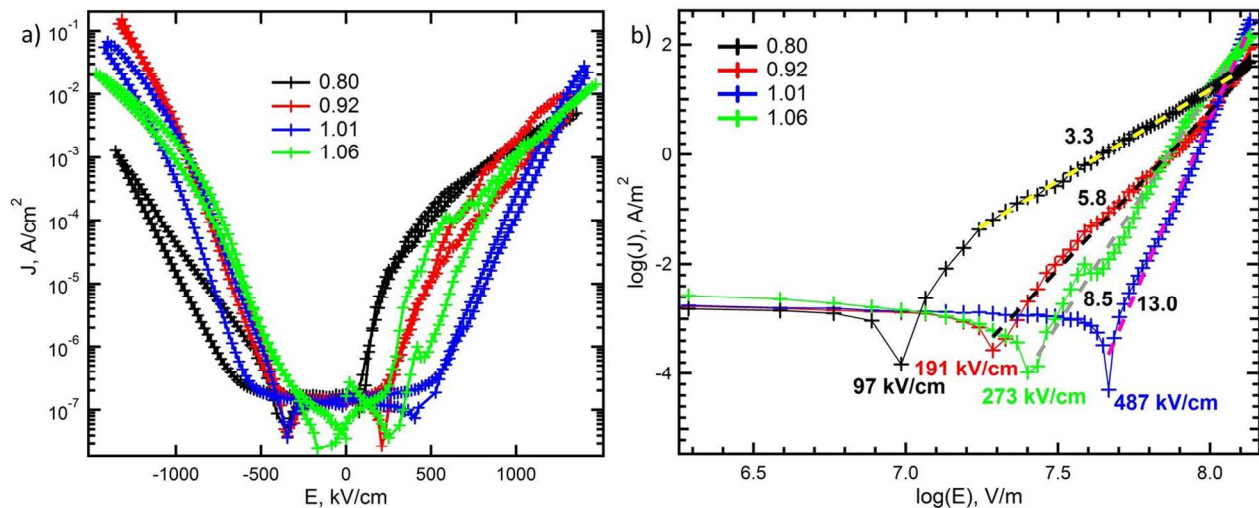 a)
10⁻¹
10⁻²
10⁻³
10⁻⁴
10⁻⁵
10⁻⁶
10⁻⁷
J, A/cm²
0.80
0.92
1.01
1.06
-1000 -500 0 500 1000
E, kV/cm
b)
2
0
-2
-4
log(J), A/m²
0.80
0.92
1.01
1.06
3.3
5.8
8.5
13.0
97 kV/cm
191 kV/cm
273 kV/cm
487 kV/cm
6.5 7.0 7.5 8.0
log(E), V/m